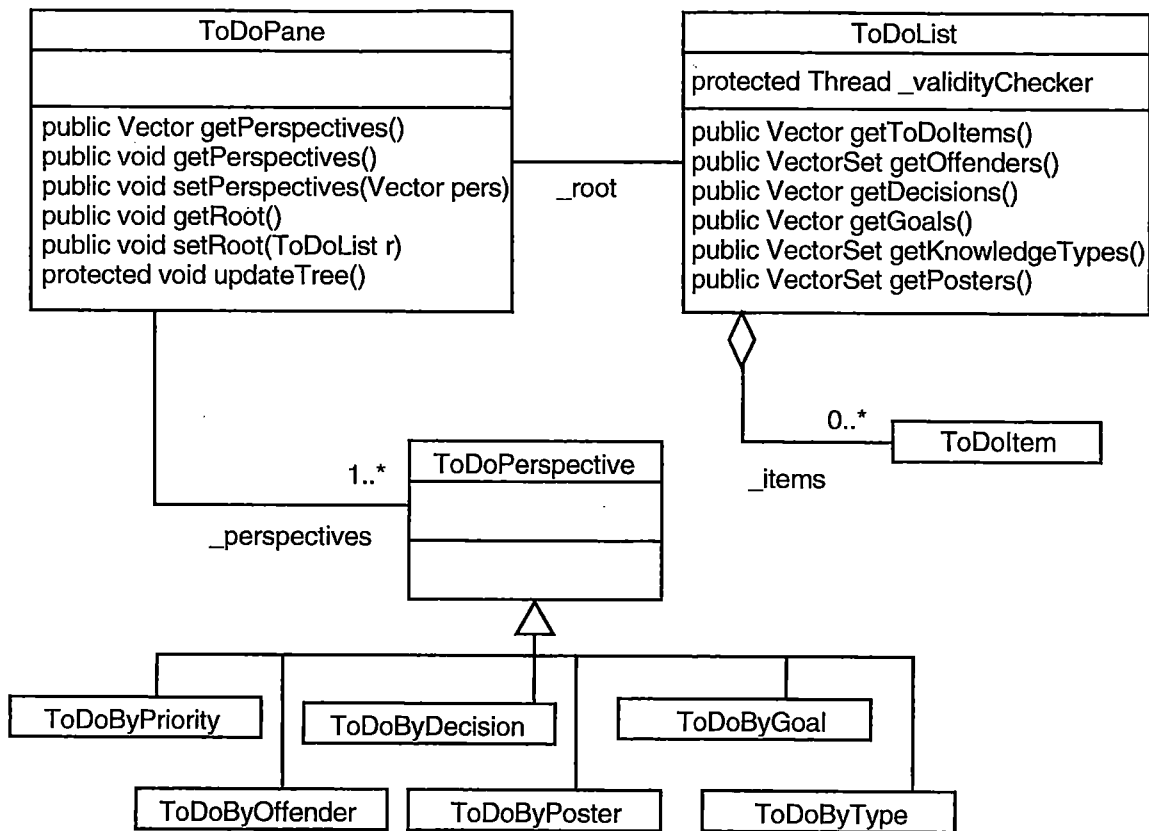 ToDoPane
public Vector getPerspectives()
public void getPerspectives()
public void setPerspectives(Vector pers)
public void getRoot()
public void setRoot(ToDoList r)
protected void updateTree()
_root
ToDoList
protected Thread _validityChecker
public Vector getToDoItems()
public VectorSet getOffenders()
public Vector getDecisions()
public Vector getGoals()
public VectorSet getKnowledgeTypes()
public VectorSet getPosters()
0..*
ToDoItem
_items
1..*
_perspectives
ToDoPerspective
ToDoByPriority
ToDoByDecision
ToDoByGoal
ToDoByOffender
ToDoByPoster
ToDoByType